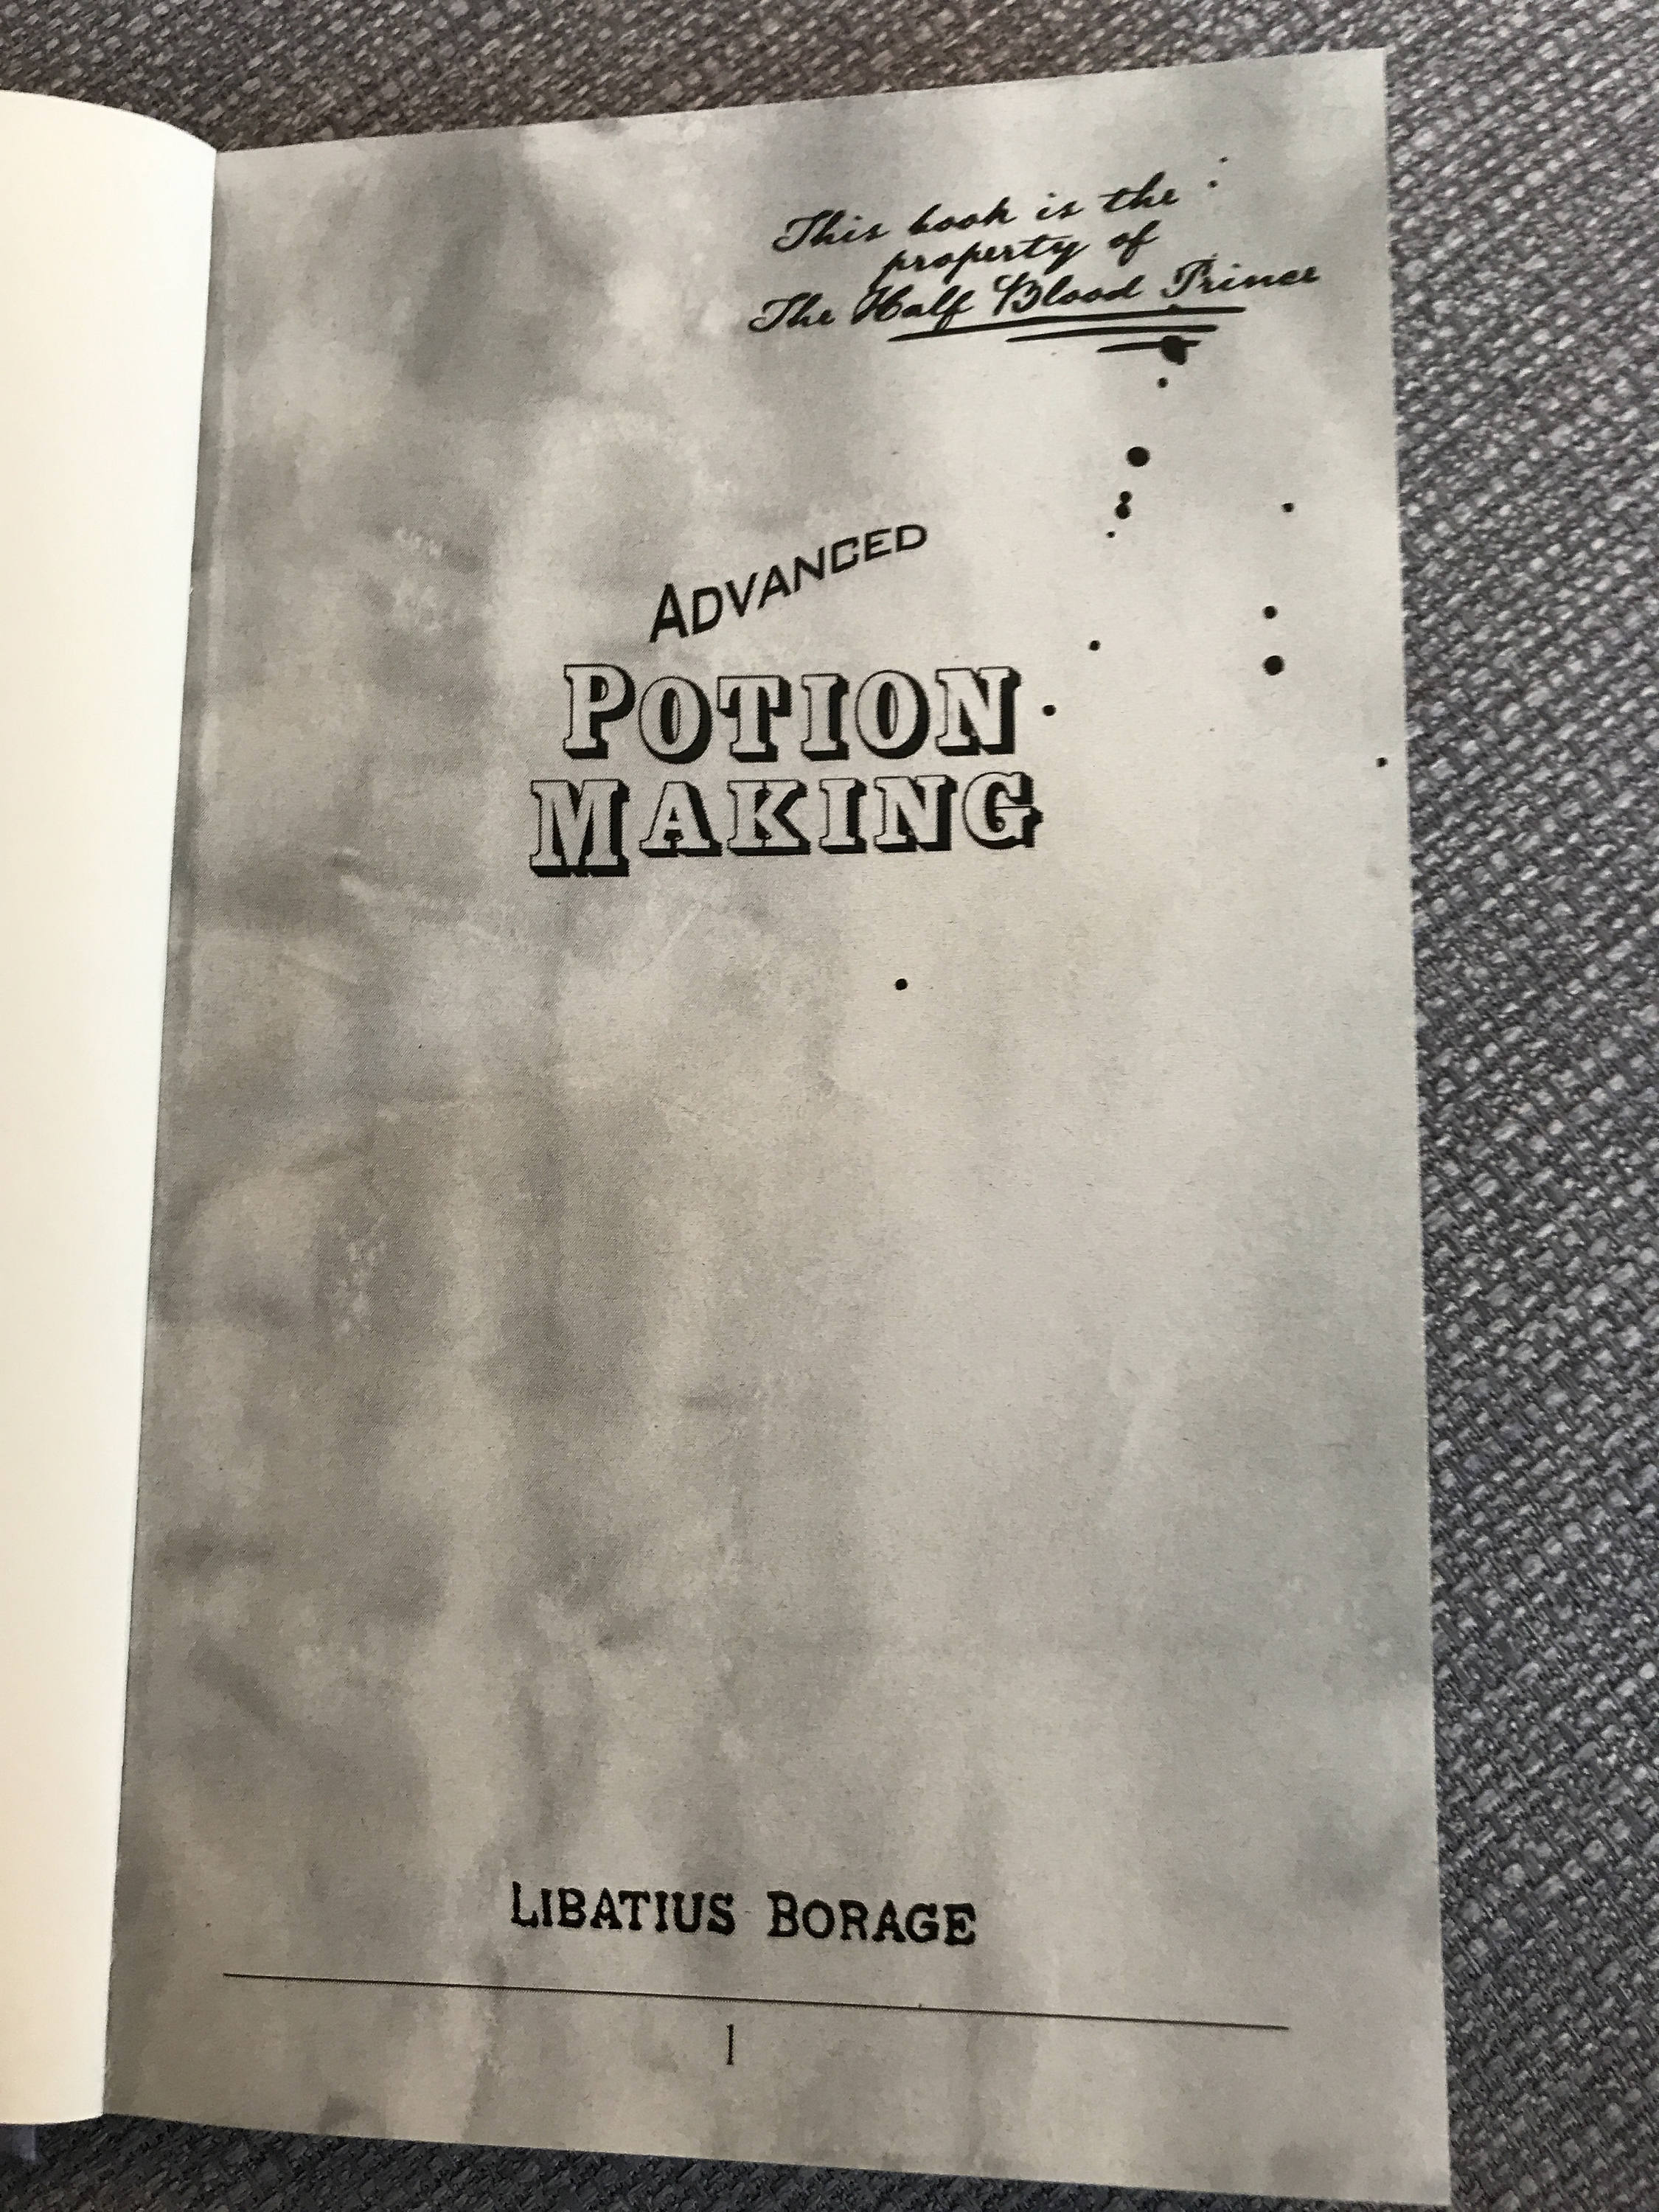 This book is the
property of
The Half Blood Prince
ADVANCED
POTION
MAKING
LIBATIUS BORAGE
1